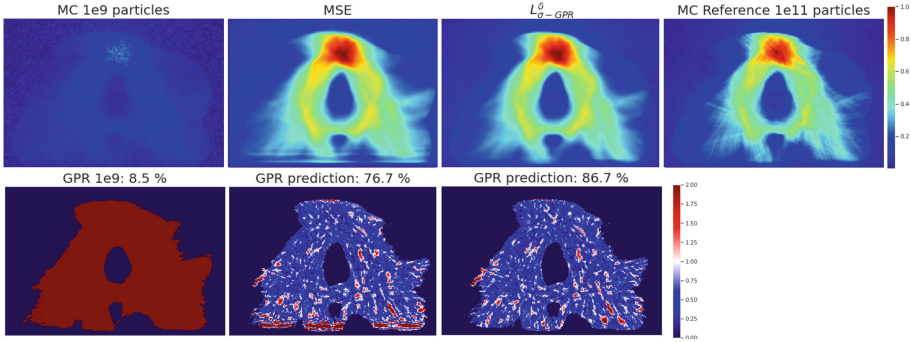 MC 1e9 particles
MSE
L^δ_σ−GPR
MC Reference 1e11 particles
1.0
0.8
0.6
0.4
0.2
GPR 1e9: 8.5 %
GPR prediction: 76.7 %
GPR prediction: 86.7 %
2.00
1.75
1.50
1.25
1.00
0.75
0.50
0.25
0.00